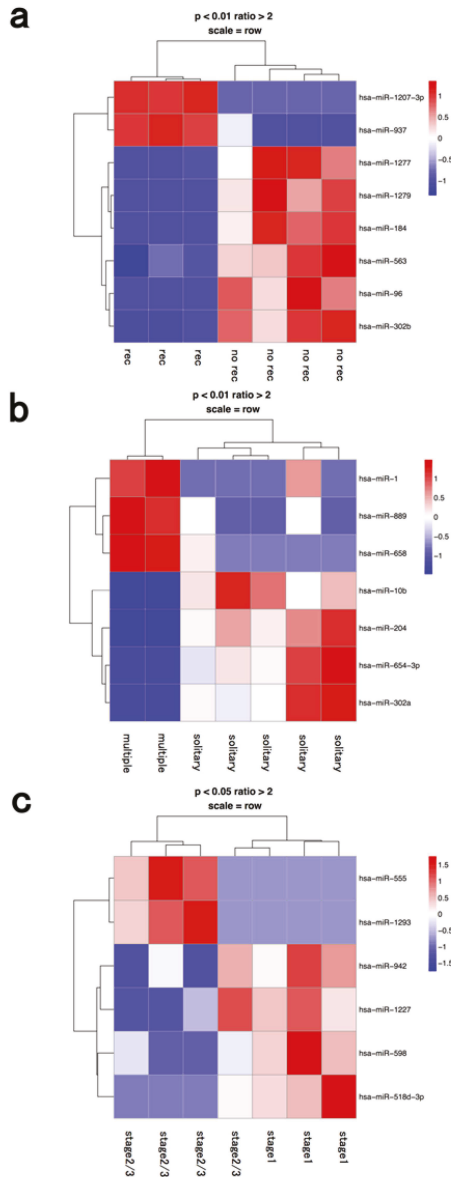 a
p < 0.01 ratio > 2
scale = row
hsa-miR-1207-3p
hsa-miR-937
hsa-miR-1277
hsa-miR-1279
hsa-miR-184
hsa-miR-563
hsa-miR-96
hsa-miR-302b
1
0.5
0
-0.5
-1
rec
rec
rec
no rec
no rec
no rec
no rec
b
p < 0.01 ratio > 2
scale = row
hsa-miR-1
hsa-miR-889
hsa-miR-658
hsa-miR-10b
hsa-miR-204
hsa-miR-654-3p
hsa-miR-302a
1
0.5
0
-0.5
-1
multiple
multiple
solitary
solitary
solitary
solitary
solitary
c
p < 0.05 ratio > 2
scale = row
hsa-miR-555
hsa-miR-1293
hsa-miR-942
hsa-miR-1227
hsa-miR-598
hsa-miR-518d-3p
1.5
1
0.5
0
-0.5
-1
-1.5
stage2/3
stage2/3
stage2/3
stage2/3
stage1
stage1
stage1